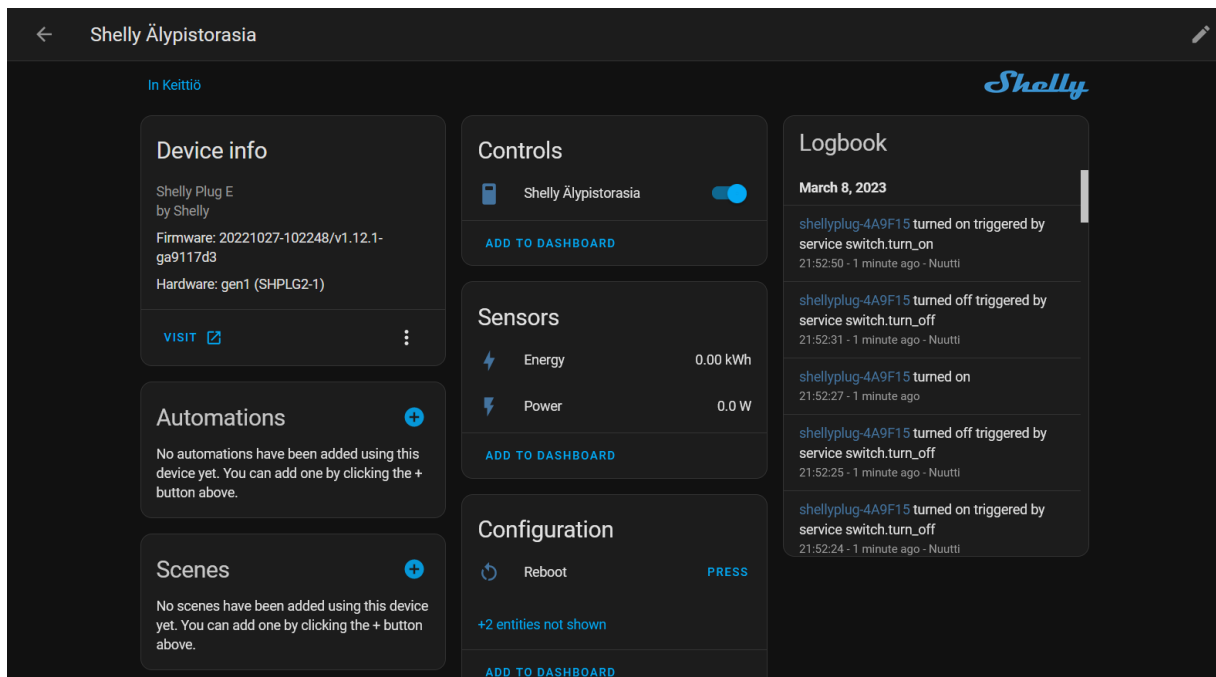 Shelly Älypistorasia
In Keittiö
Shelly
Device info
Shelly Plug E
by Shelly
Firmware: 20221027-102248/v1.12.1-
ga9117d3
Hardware: gen1 (SHPLG2-1)
VISIT
Automations
No automations have been added using this
device yet. You can add one by clicking the +
button above.
Scenes
No scenes have been added using this device
yet. You can add one by clicking the + button
above.
Controls
Shelly Älypistorasia
ADD TO DASHBOARD
Sensors
Energy 0.00 kWh
Power 0.0 W
ADD TO DASHBOARD
Configuration
Reboot PRESS
+2 entities not shown
ADD TO DASHBOARD
Logbook
March 8, 2023
shellyplug-4A9F15 turned on triggered by
service switch.turn_on
21:52:50 - 1 minute ago - Nuutti
shellyplug-4A9F15 turned off triggered by
service switch.turn_off
21:52:31 - 1 minute ago - Nuutti
shellyplug-4A9F15 turned on
21:52:27 - 1 minute ago
shellyplug-4A9F15 turned off triggered by
service switch.turn_off
21:52:25 - 1 minute ago - Nuutti
shellyplug-4A9F15 turned on triggered by
service switch.turn_off
21:52:24 - 1 minute ago - Nuutti